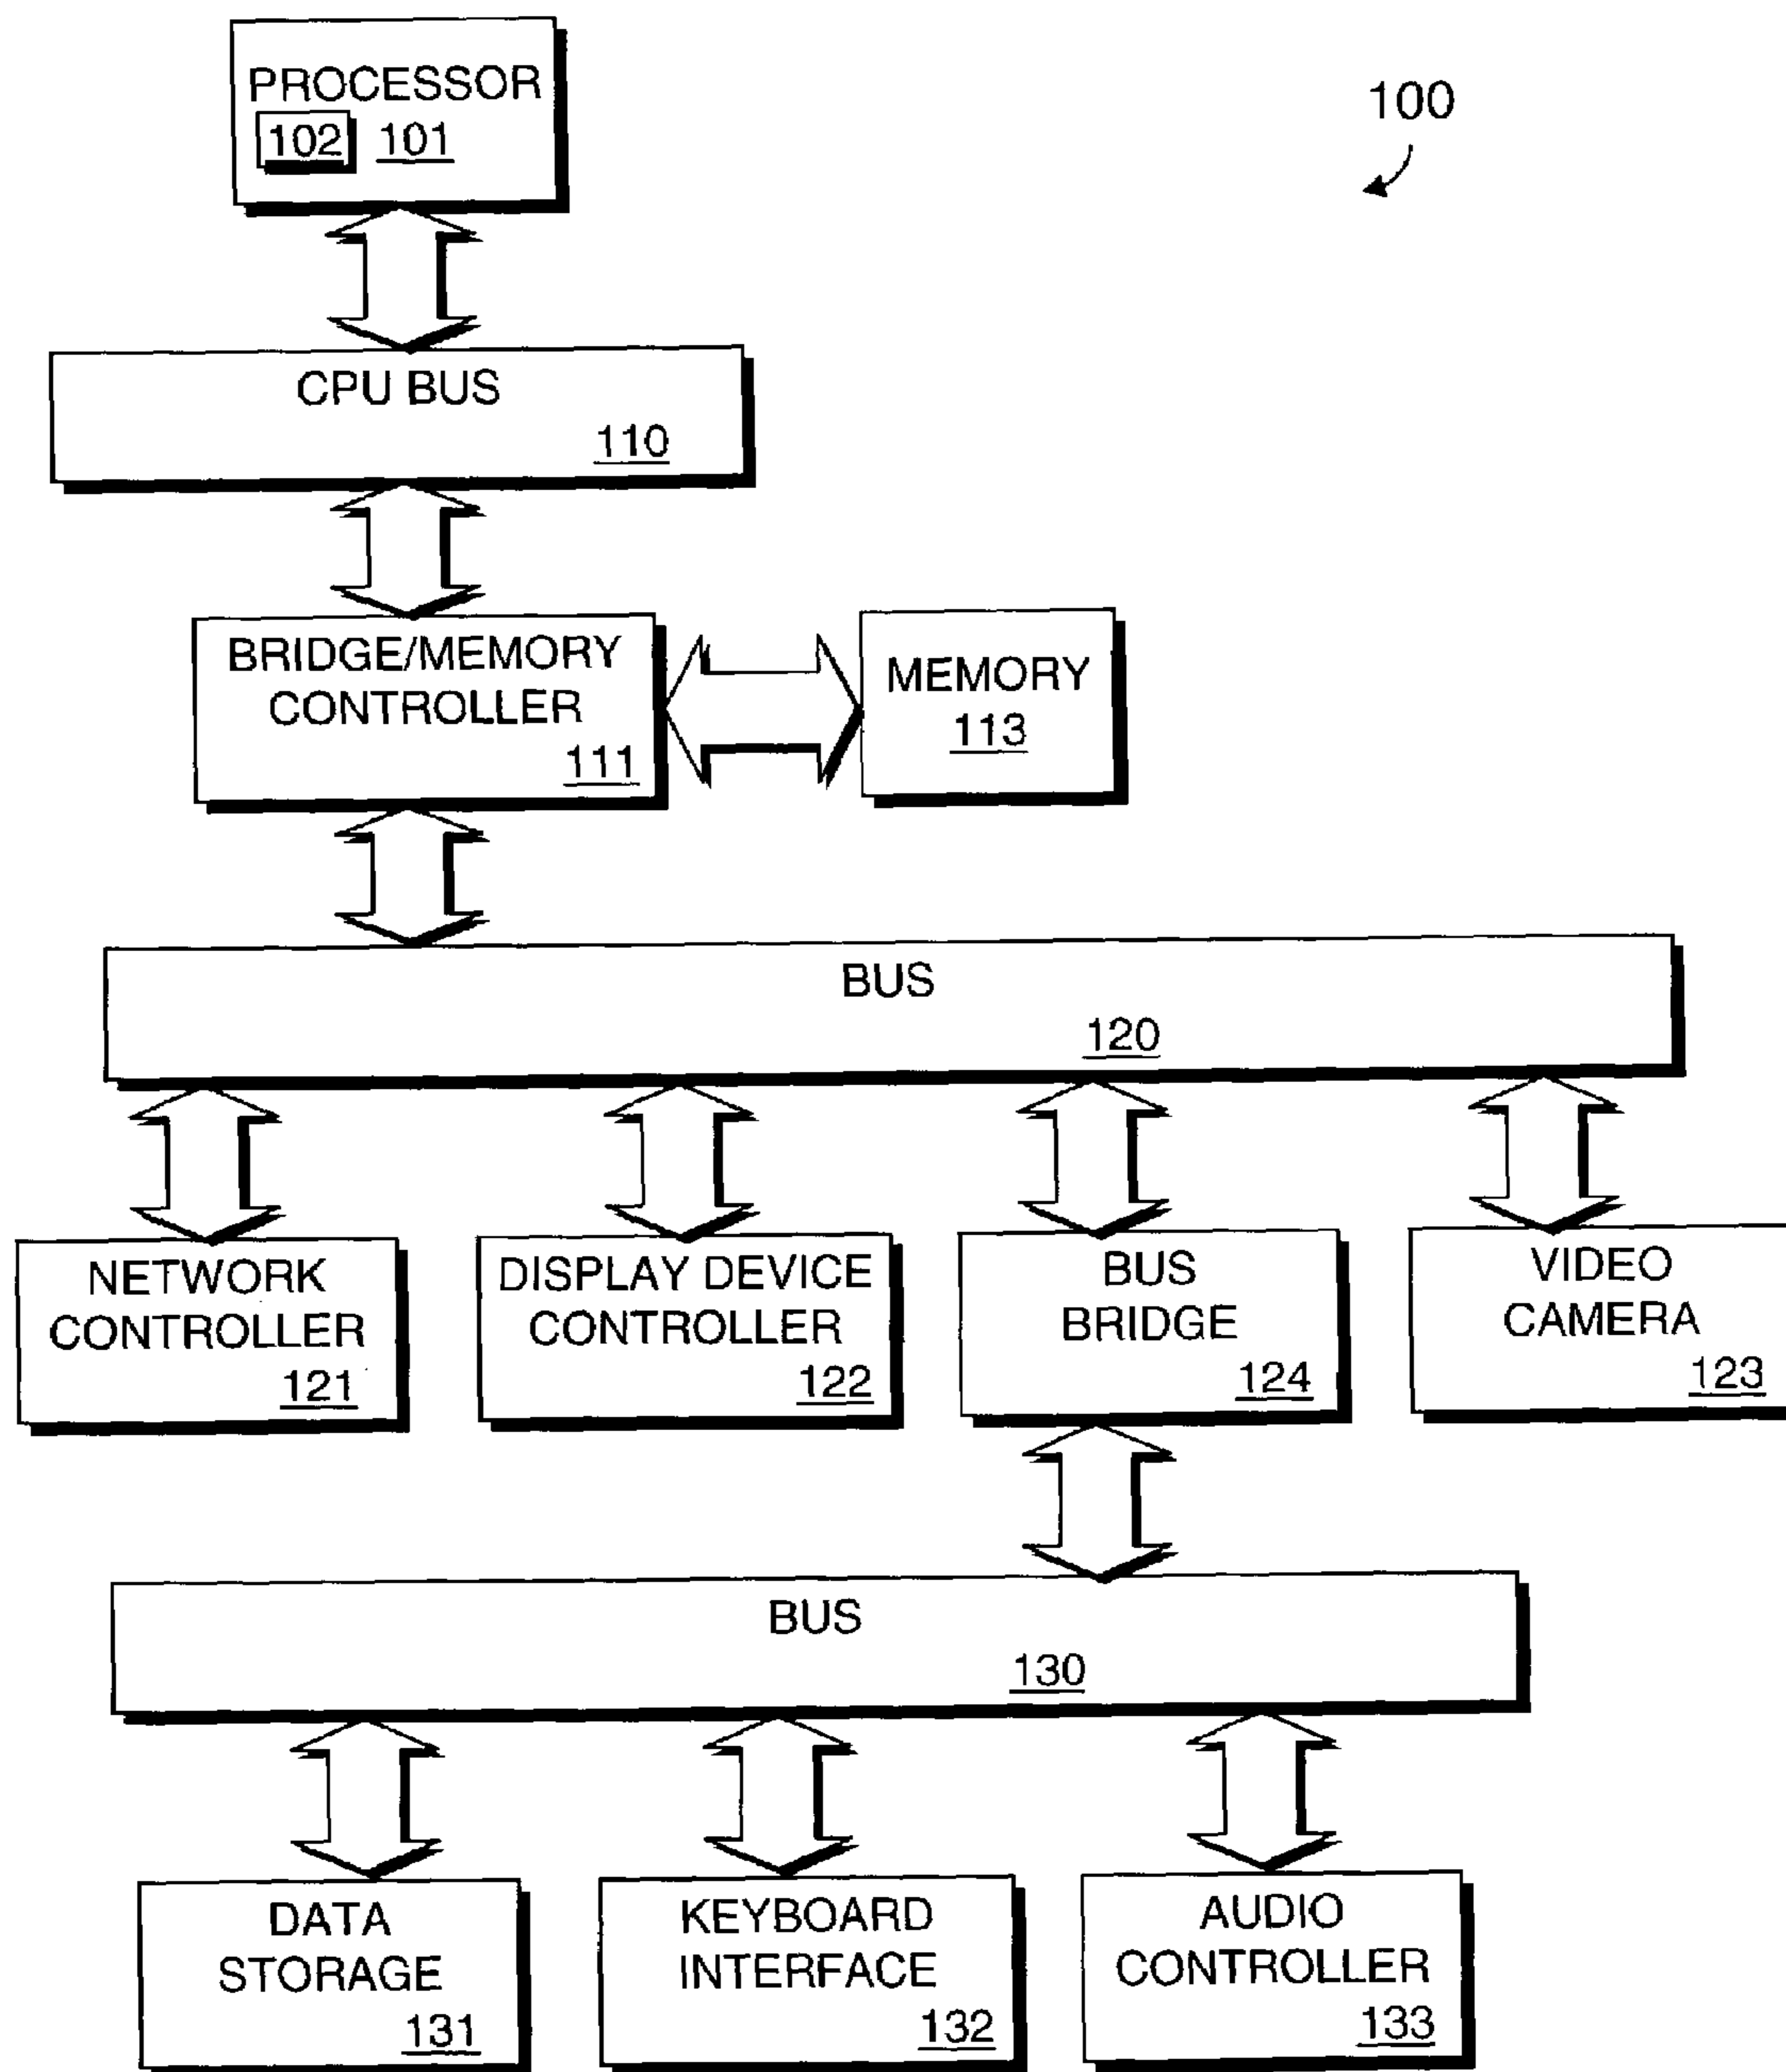 PROCESSOR
102 101
100
CPU BUS
110
BRIDGE/MEMORY
CONTROLLER
111
MEMORY
113
BUS
120
NETWORK
CONTROLLER
121
DISPLAY DEVICE
CONTROLLER
122
BUS
BRIDGE
124
VIDEO
CAMERA
123
BUS
130
DATA
STORAGE
131
KEYBOARD
INTERFACE
132
AUDIO
CONTROLLER
133